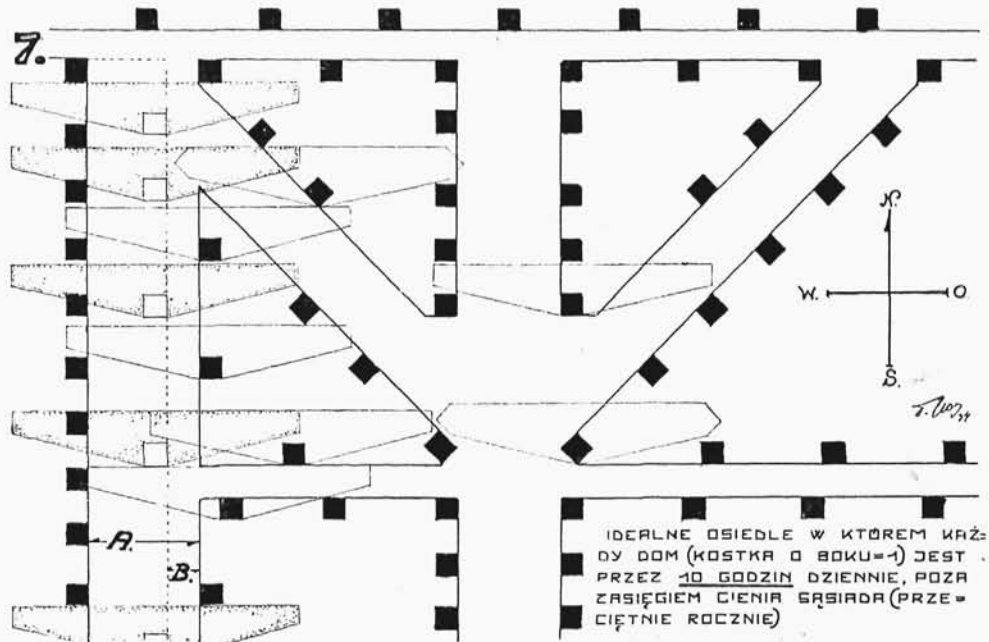 7.
N.
W.
O.
S.
A.
B.
IDEALNE OSIEDLE W KTÓREM KAŻ=
DY DOM (KOSTKA O BOKU=1) JEST
PRZEZ 10 GODZIN DZIENNIE, POZA
ZASIĘGIEM CIENIA SĄSIADA (PRZE=
CIĘTNIE ROCZNIE)